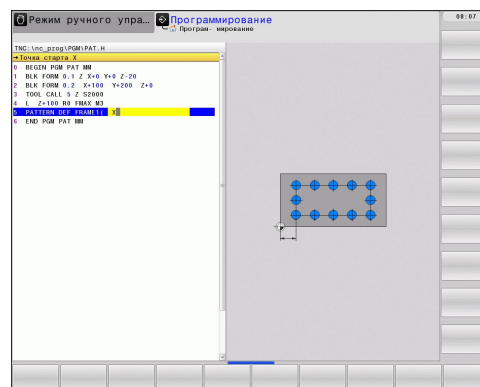 Режим ручного упра...
Программирование
Програм- мирование
08:07
TNC:\nc_prog\PGM\PAT.H
→Точка старта X
0 BEGIN PGM PAT MM
1 BLK FORM 0.1 Z X+0 Y+0 Z-20
2 BLK FORM 0.2 X+100 Y+200 Z+0
3 TOOL CALL 5 Z S2000
4 L Z+100 R0 FMAX M3
5 PATTERN DEF FRAME1( X
6 END PGM PAT MM